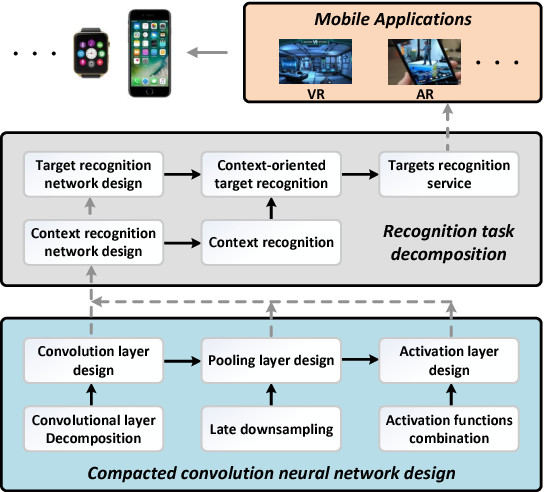 Mobile Applications
VR
AR
Target recognition
network design
Context-oriented
target recognition
Targets recognition
service
Context recognition
network design
Context recognition
Recognition task
decomposition
Convolution layer
design
Pooling layer design
Activation layer
design
Convolutional layer
Decomposition
Late downsampling
Activation functions
combination
Compacted convolution neural network design